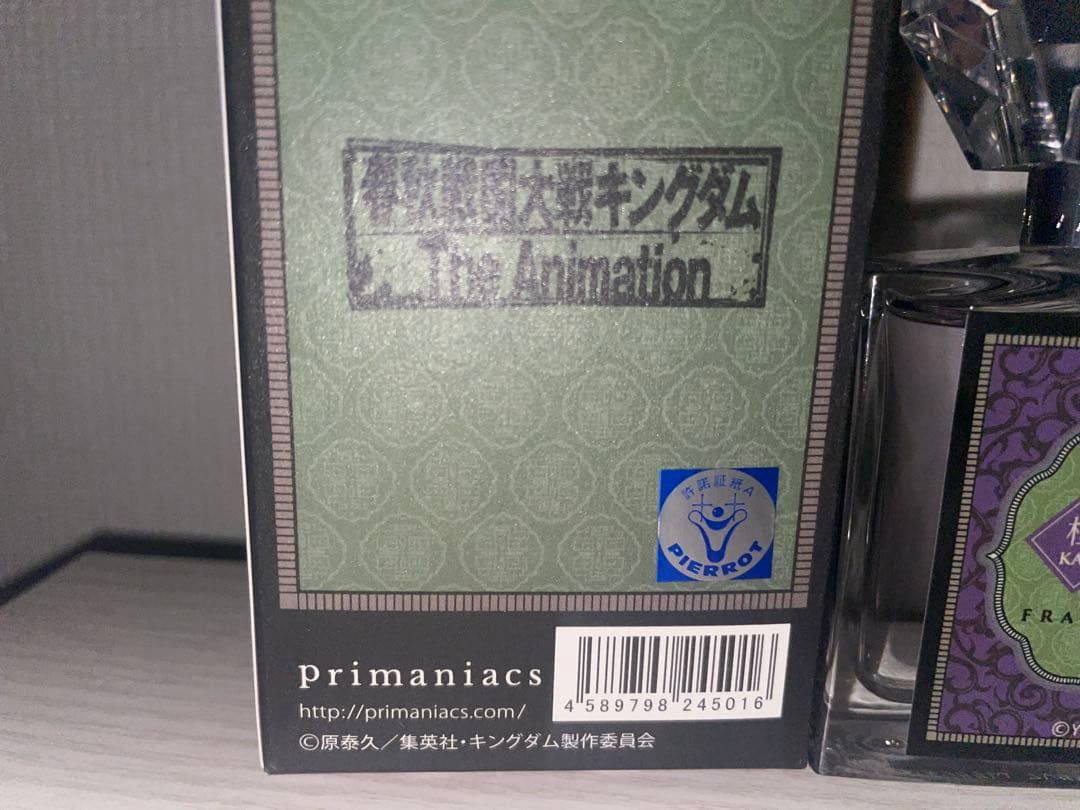 春秋戦国大戦キングダム
The Animation
許諾証紙A
PIERROT
primaniacs
http://primaniacs.com/
4 589798 245016
©原泰久／集英社・キングダム製作委員会
KA
FRA
©Y